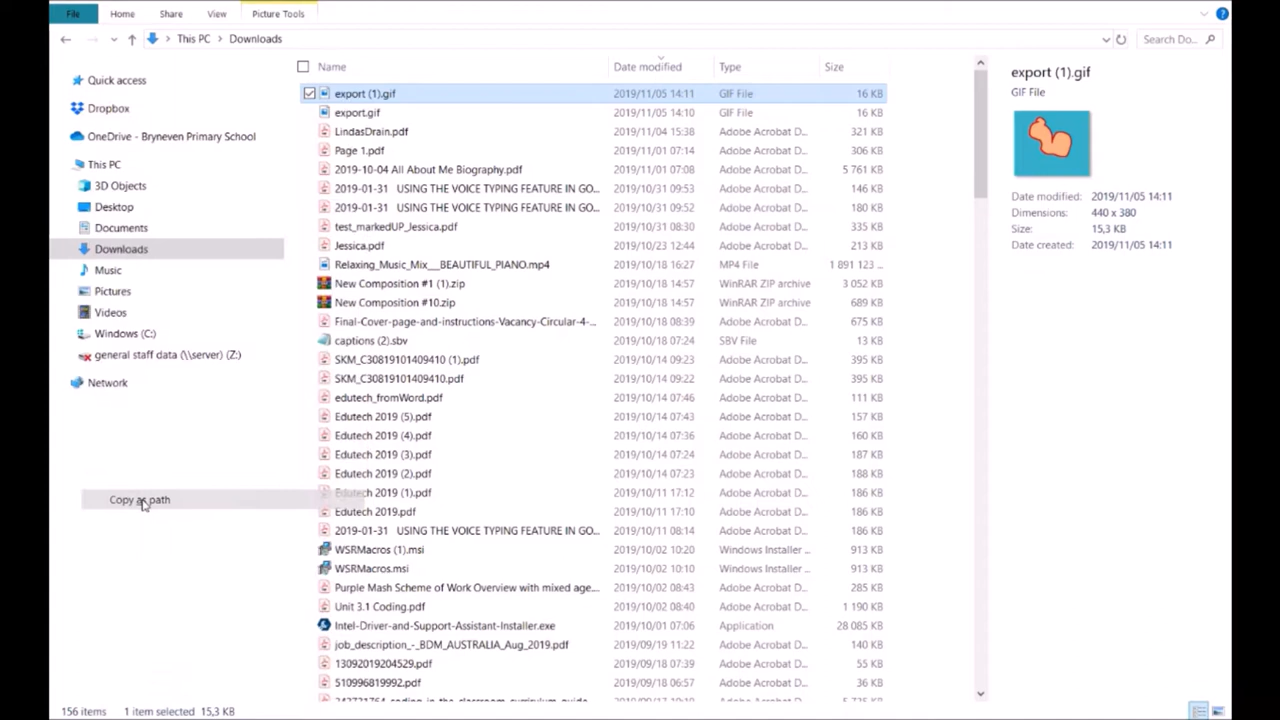 File Home Share View Picture Tools
This PC Downloads Search Do...
Name Date modified Type Size
Quick access
Dropbox
OneDrive - Bryneven Primary School
This PC
3D Objects
Desktop
Documents
Downloads
Music
Pictures
Videos
Windows (C:)
general staff data (\\server) (Z:)
Network
Copy as path
export (1).gif 2019/11/05 14:11 GIF File 16 KB
export.gif 2019/11/05 14:10 GIF File 16 KB
LindasDrain.pdf 2019/11/04 15:38 Adobe Acrobat D... 321 KB
Page 1.pdf 2019/11/01 07:14 Adobe Acrobat D... 306 KB
2019-10-04 All About Me Biography.pdf 2019/11/01 07:08 Adobe Acrobat D... 5 761 KB
2019-01-31 USING THE VOICE TYPING FEATURE IN GO... 2019/10/31 09:53 Adobe Acrobat D... 146 KB
2019-01-31 USING THE VOICE TYPING FEATURE IN GO... 2019/10/31 09:52 Adobe Acrobat D... 180 KB
test_markedUP_Jessica.pdf 2019/10/31 08:30 Adobe Acrobat D... 335 KB
Jessica.pdf 2019/10/23 12:44 Adobe Acrobat D... 213 KB
Relaxing_Music_Mix__BEAUTIFUL_PIANO.mp4 2019/10/18 16:27 MP4 File 1 891 123 ...
New Composition #1 (1).zip 2019/10/18 14:57 WinRAR ZIP archive 3 052 KB
New Composition #10.zip 2019/10/18 14:57 WinRAR ZIP archive 689 KB
Final-Cover-page-and-instructions-Vacancy-Circular-4-... 2019/10/18 08:39 Adobe Acrobat D... 675 KB
captions (2).sbv 2019/10/18 07:24 SBV File 13 KB
SKM_C30819101409410 (1).pdf 2019/10/14 09:23 Adobe Acrobat D... 395 KB
SKM_C30819101409410.pdf 2019/10/14 09:22 Adobe Acrobat D... 395 KB
edutech_fromWord.pdf 2019/10/14 07:46 Adobe Acrobat D... 111 KB
Edutech 2019 (5).pdf 2019/10/14 07:43 Adobe Acrobat D... 157 KB
Edutech 2019 (4).pdf 2019/10/14 07:36 Adobe Acrobat D... 160 KB
Edutech 2019 (3).pdf 2019/10/14 07:24 Adobe Acrobat D... 187 KB
Edutech 2019 (2).pdf 2019/10/14 07:23 Adobe Acrobat D... 188 KB
Edutech 2019 (1).pdf 2019/10/11 17:12 Adobe Acrobat D... 186 KB
Edutech 2019.pdf 2019/10/11 17:10 Adobe Acrobat D... 186 KB
2019-01-31 USING THE VOICE TYPING FEATURE IN GO... 2019/10/11 08:14 Adobe Acrobat D... 186 KB
WSRMacros (1).msi 2019/10/02 10:20 Windows Installer ... 913 KB
WSRMacros.msi 2019/10/02 10:10 Windows Installer ... 913 KB
Purple Mash Scheme of Work Overview with mixed age... 2019/10/02 08:43 Adobe Acrobat D... 285 KB
Unit 3.1 Coding.pdf 2019/10/02 08:40 Adobe Acrobat D... 1 190 KB
Intel-Driver-and-Support-Assistant-Installer.exe 2019/10/01 07:06 Application 28 085 KB
job_description_-_BDM_AUSTRALIA_Aug_2019.pdf 2019/09/19 11:22 Adobe Acrobat D... 140 KB
13092019204529.pdf 2019/09/18 07:39 Adobe Acrobat D... 55 KB
510996819992.pdf 2019/09/18 06:57 Adobe Acrobat D... 36 KB
export (1).gif
GIF File
Date modified: 2019/11/05 14:11
Dimensions: 440 x 380
Size: 15,3 KB
Date created: 2019/11/05 14:11
156 items 1 item selected 15,3 KB